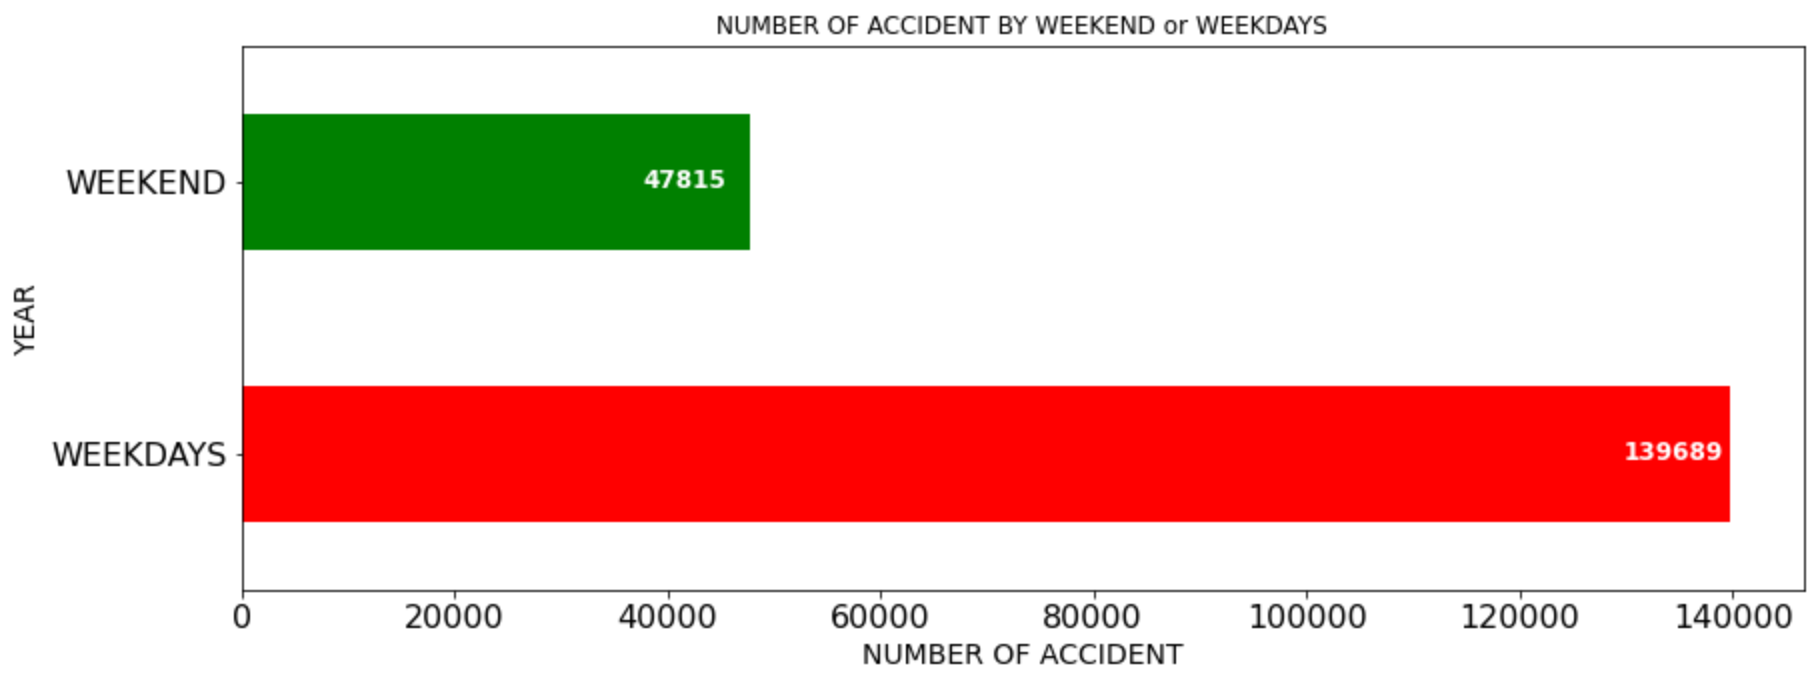 NUMBER OF ACCIDENT BY WEEKEND or WEEKDAYS
WEEKEND
47815
YEAR
WEEKDAYS
139689
0 20000 40000 60000 80000 100000 120000 140000
NUMBER OF ACCIDENT